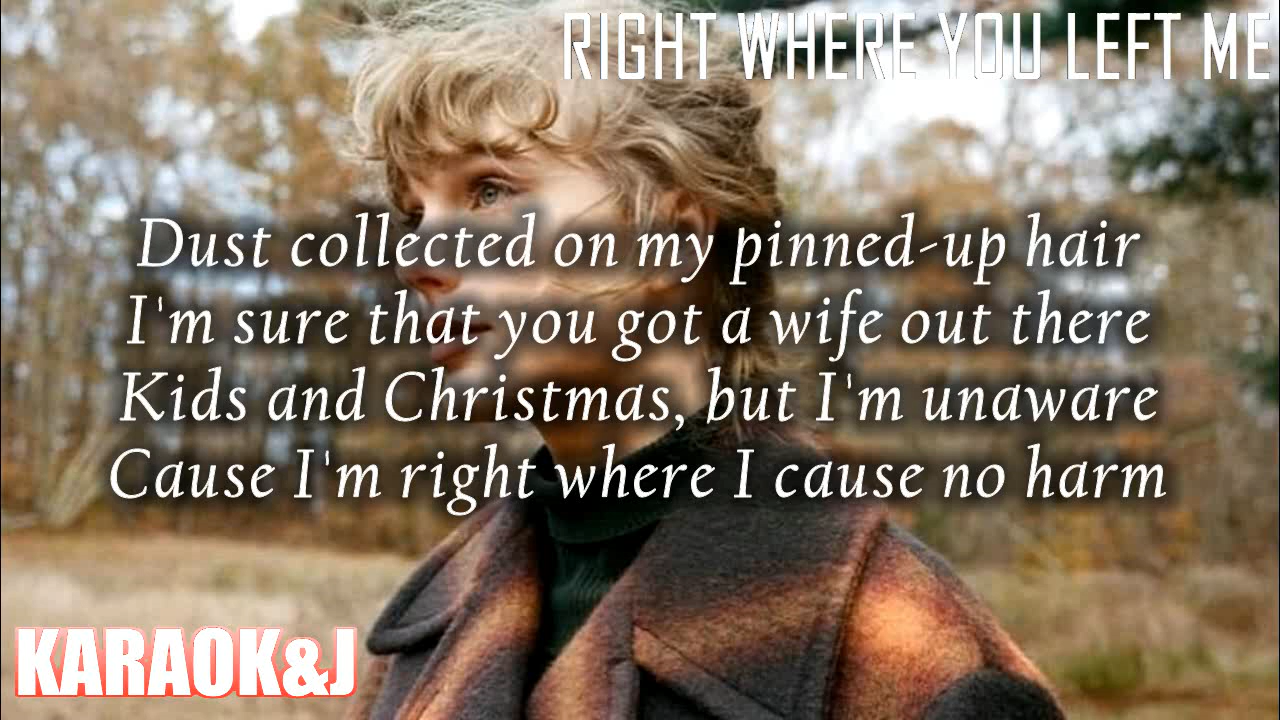 RIGHT WHERE YOU LEFT ME
Dust collected on my pinned-up hair
I'm sure that you got a wife out there
Kids and Christmas, but I'm unaware
Cause I'm right where I cause no harm
KARAOK&J